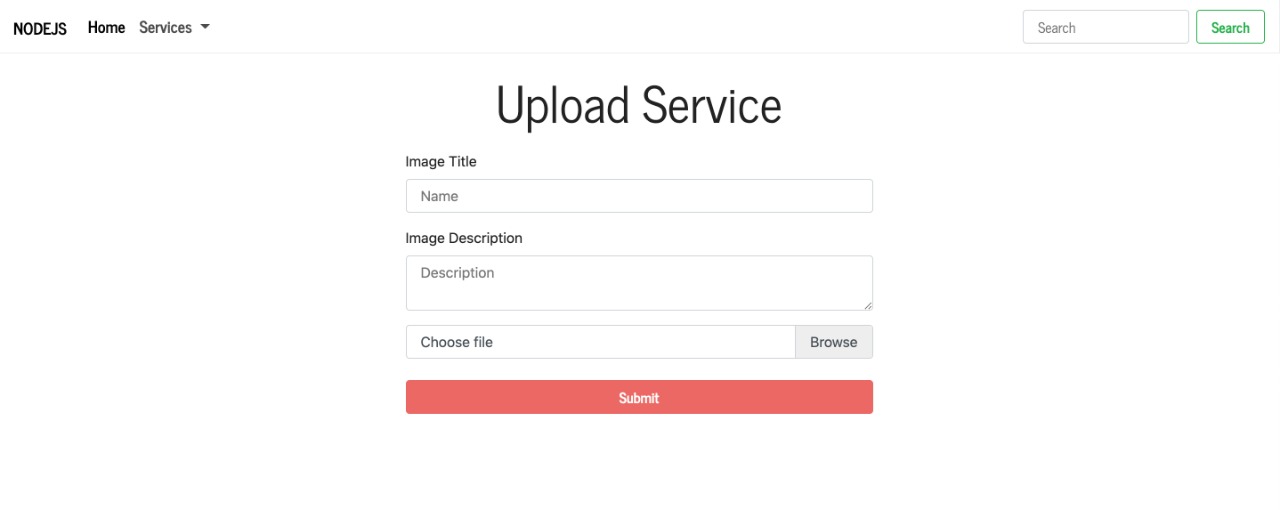 NODEJS Home Services Search Search
Upload Service
Image Title
Name
Image Description
Description
Choose file Browse
Submit